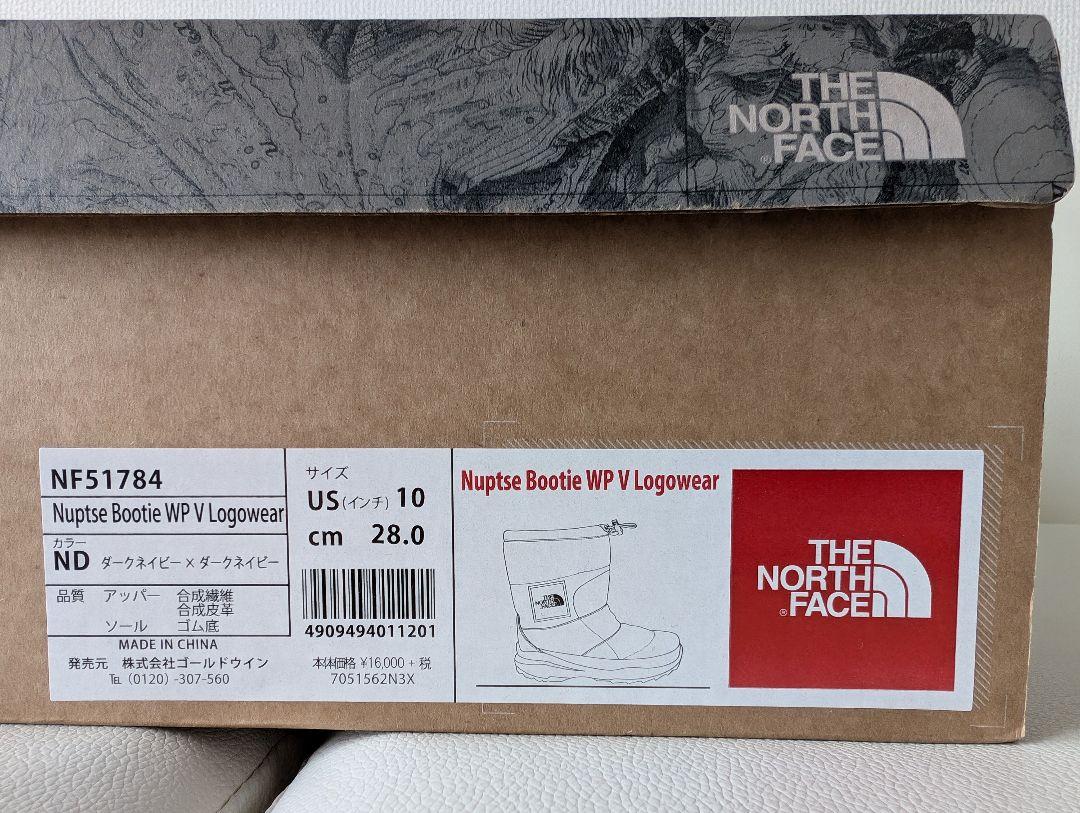 THE
NORTH
FACE
NF51784
Nuptse Bootie WP V Logowear
カラー
ND ダークネイビー×ダークネイビー
品質 アッパー 合成繊維
合成皮革
ソール ゴム底
MADE IN CHINA
発売元 株式会社ゴールドウイン
℡ (0120) -307-560
サイズ
US (インチ) 10
cm 28.0
4909494011201
本体価格 ¥16,000 + 税
7051562N3X
Nuptse Bootie WP V Logowear
THE
NORTH
FACE
THE
NORTH
FACE